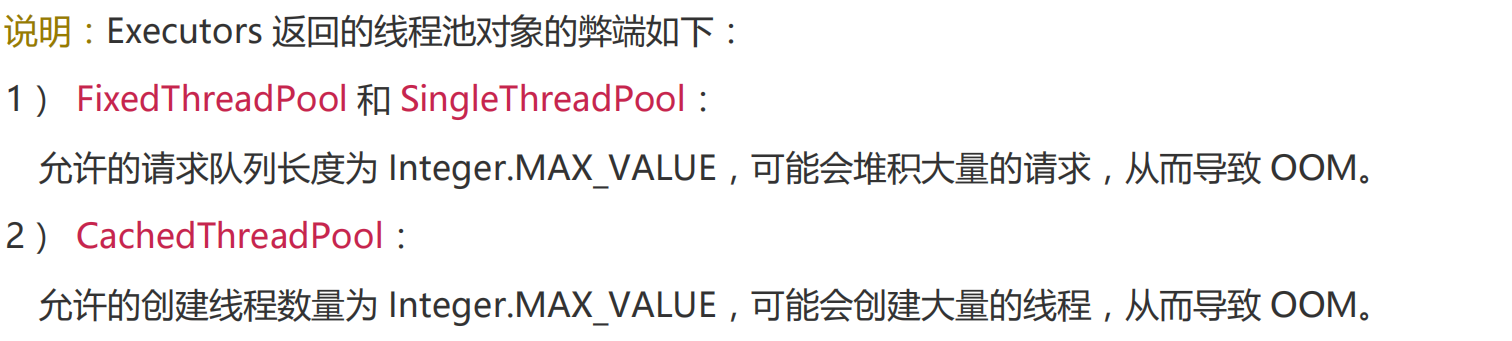 说明：Executors 返回的线程池对象的弊端如下：
1） FixedThreadPool 和 SingleThreadPool：
允许的请求队列长度为 Integer.MAX_VALUE，可能会堆积大量的请求，从而导致 OOM。
2） CachedThreadPool：
允许的创建线程数量为 Integer.MAX_VALUE，可能会创建大量的线程，从而导致 OOM。